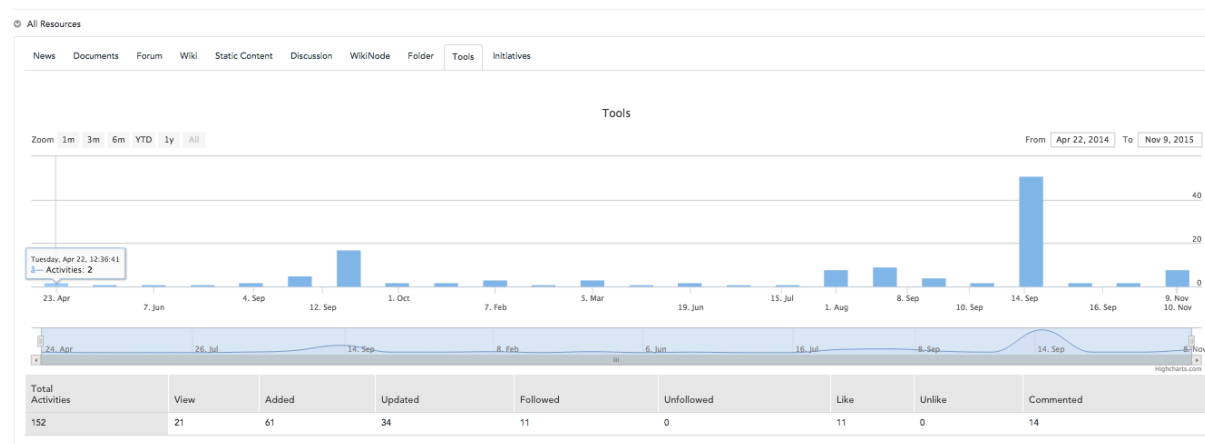 All Resources
News Documents Forum Wiki Static Content Discussion WikiNode Folder Tools Initiatives
Tools
Zoom 1m 3m 6m YTD 1y All From Apr 22, 2014 To Nov 9, 2015
40
20
Tuesday, Apr 22, 12:36:41
â— Activities: 2
0
23. Apr 4. Sep 1. Oct 5. Mar 15. Jul 8. Sep 14. Sep 9. Nov
7. Jun 12. Sep 7. Feb 19. Jun 1. Aug 10. Sep 16. Sep 10. Nov
24. Apr 26. Jul 14. Sep 8. Feb 6. Jun 16. Jul 8. Sep 14. Sep 8. Nov
Highcharts.com
Total
Activities View Added Updated Followed Unfollowed Like Unlike Commented
152 21 61 34 11 0 11 0 14